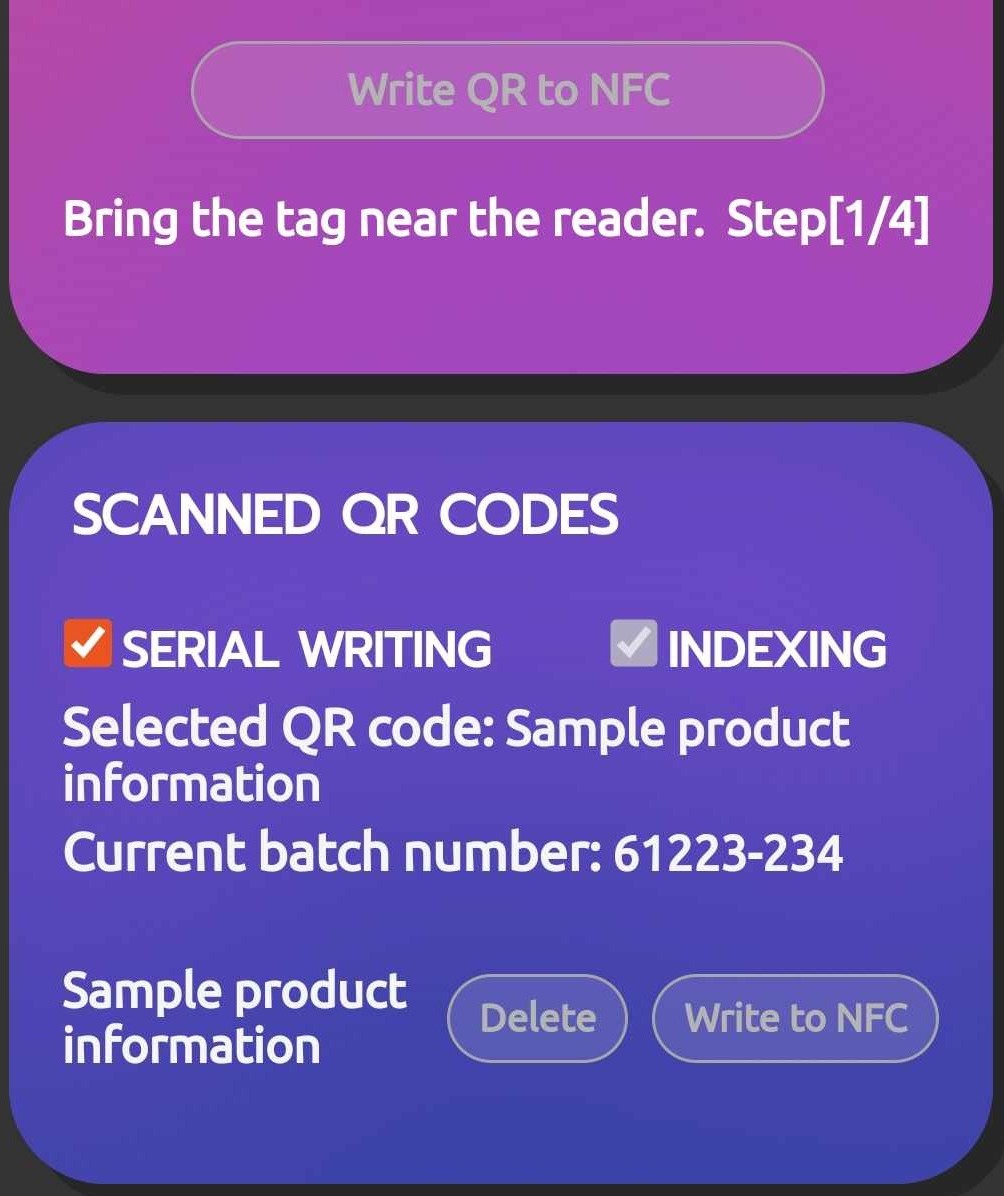 Write QR to NFC
Bring the tag near the reader.  Step[1/4]
SCANNED QR CODES
SERIAL WRITING
INDEXING
Selected QR code: Sample product
information
Current batch number: 61223-234
Sample product
information
Delete
Write to NFC